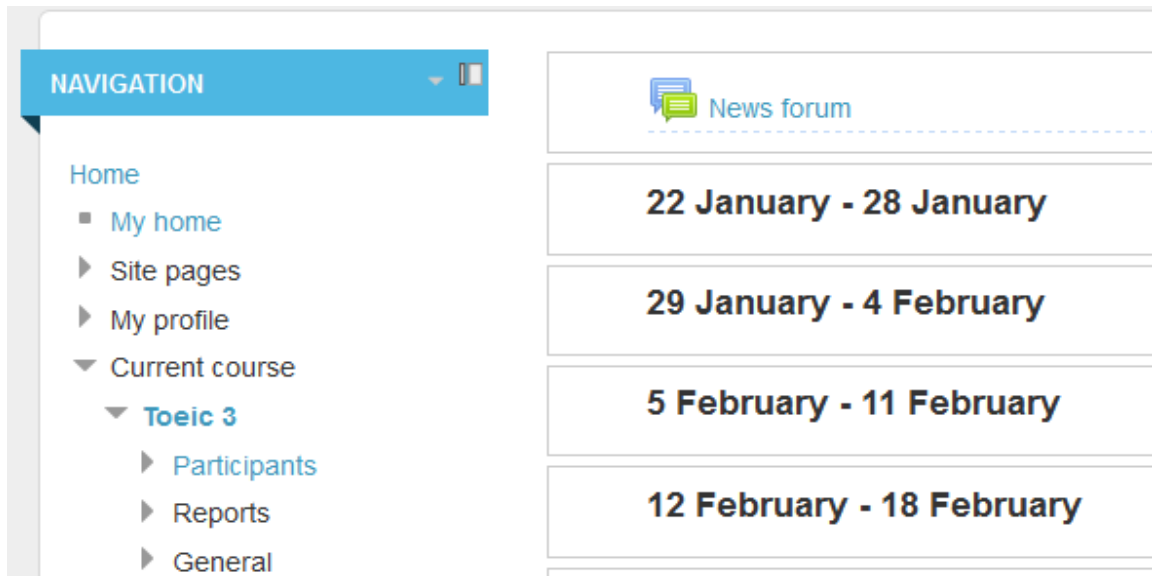 NAVIGATION
Home
My home
Site pages
My profile
Current course
Toeic 3
Participants
Reports
General
News forum
22 January - 28 January
29 January - 4 February
5 February - 11 February
12 February - 18 February